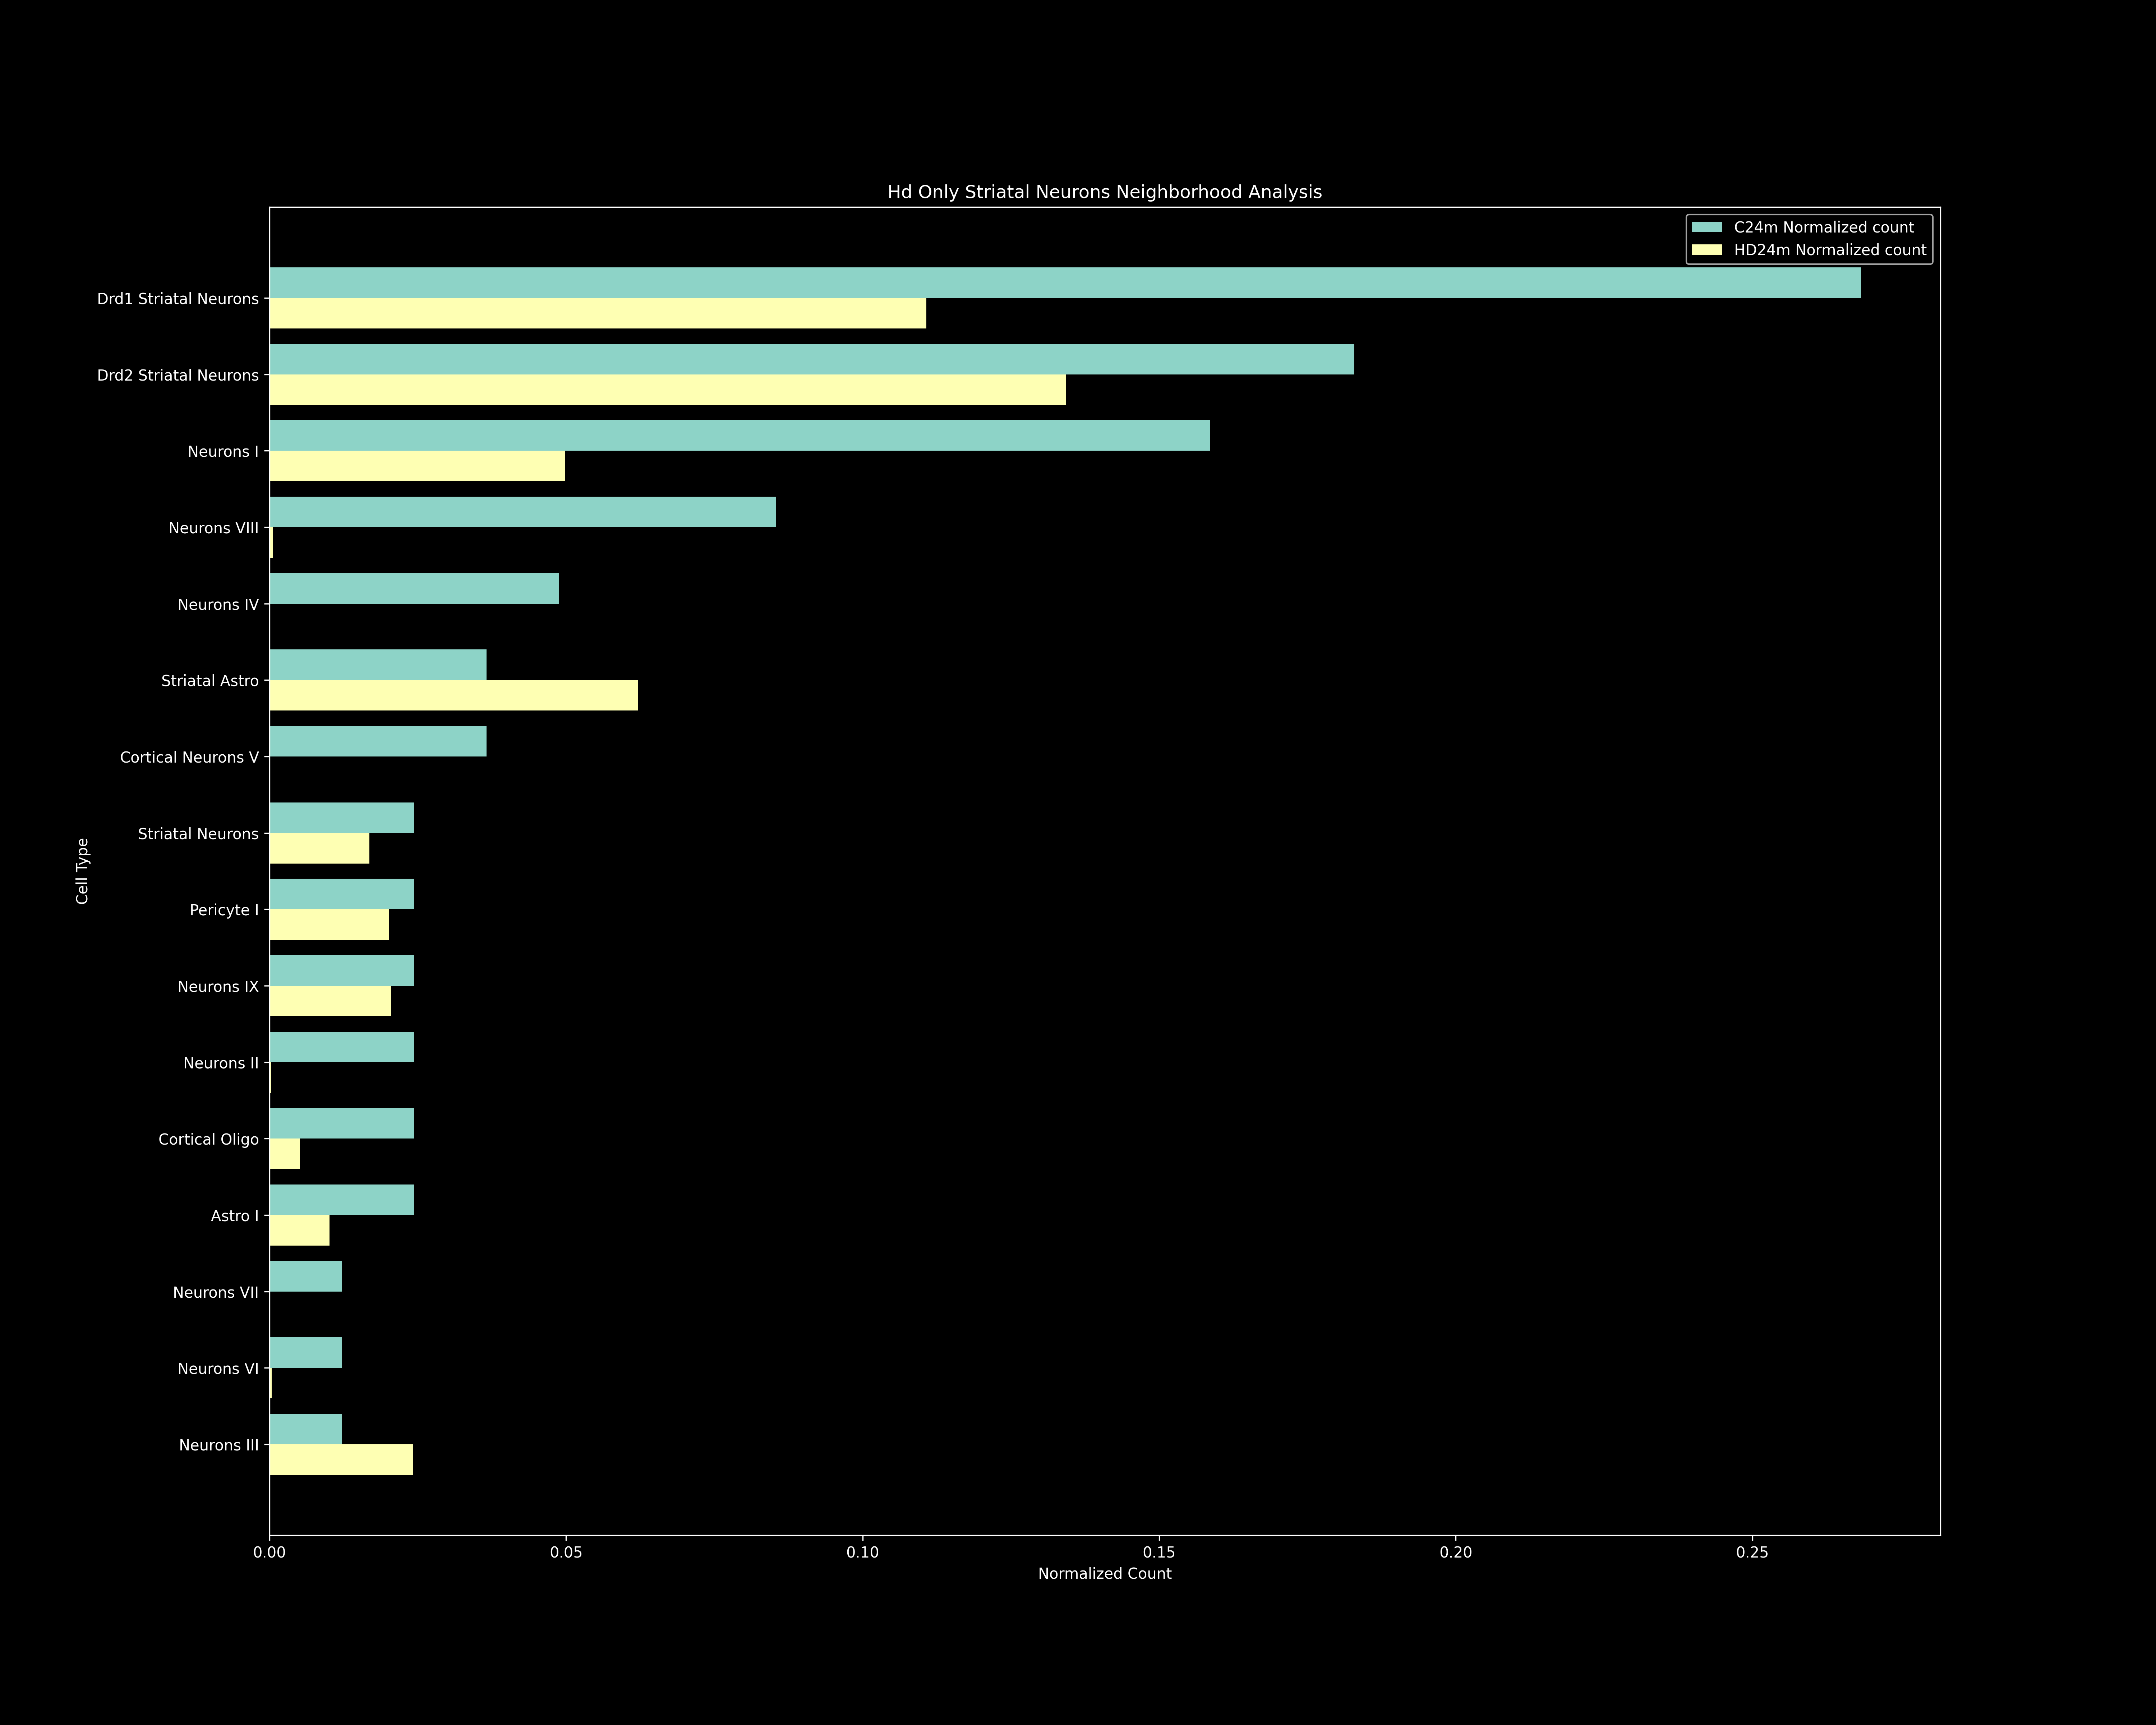 Hd Only Striatal Neurons Neighborhood Analysis
C24m Normalized count
HD24m Normalized count
Drd1 Striatal Neurons
Drd2 Striatal Neurons
Neurons I
Neurons VIII
Neurons IV
Striatal Astro
Cortical Neurons V
Striatal Neurons
Pericyte I
Neurons IX
Neurons II
Cortical Oligo
Astro I
Neurons VII
Neurons VI
Neurons III
Cell Type
0.00 0.05 0.10 0.15 0.20 0.25
Normalized Count